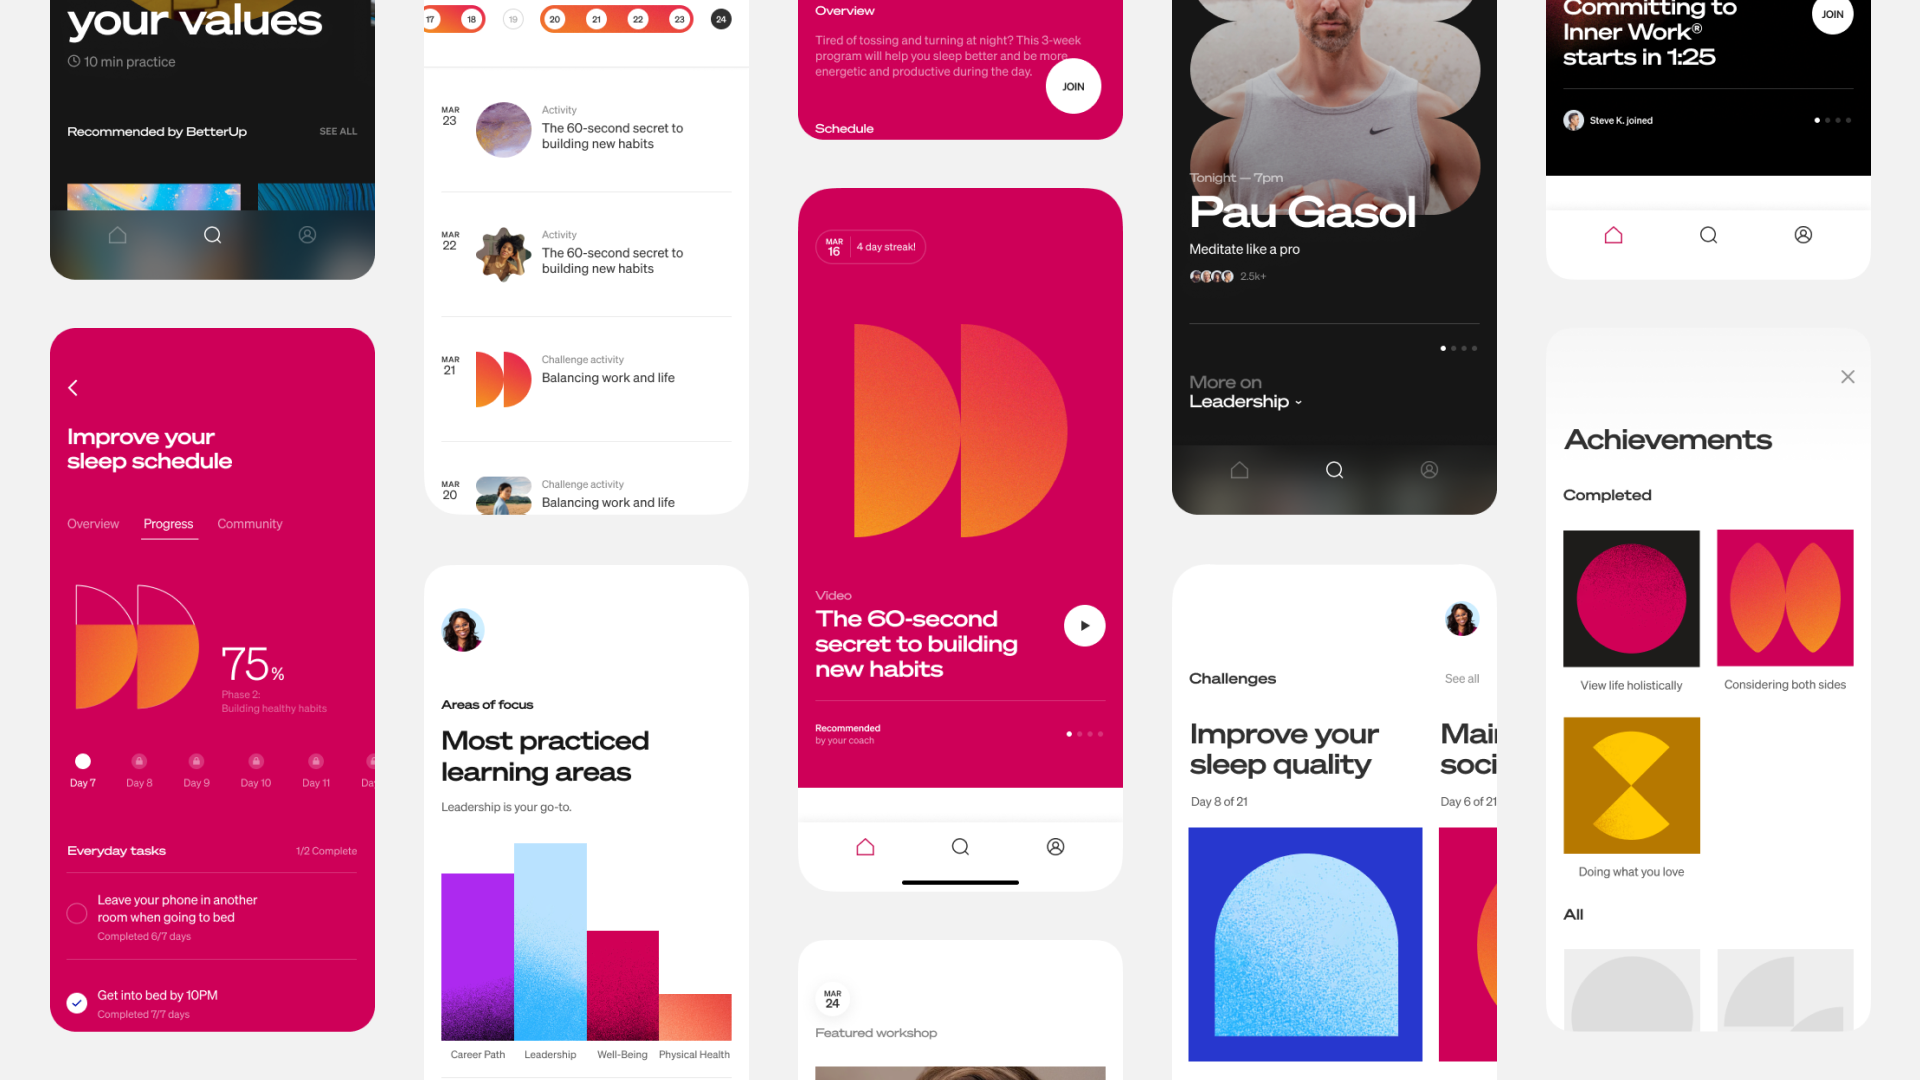 your values
10 min practice
Recommended by BetterUp
SEE ALL
Improve your
sleep schedule
Overview
Progress
Community
75%
Phase 2:
Building healthy habits
Day 7
Day 8
Day 9
Day 10
Day 11
Everyday tasks
1/2 Complete
Leave your phone in another
room when going to bed
Completed 6/7 days
Get into bed by 10PM
Completed 7/7 days
17
18
19
20
21
22
23
24
MAR
23
Activity
The 60-second secret to
building new habits
MAR
22
Activity
The 60-second secret to
building new habits
MAR
21
Challenge activity
Balancing work and life
MAR
20
Challenge activity
Balancing work and life
Areas of focus
Most practiced
learning areas
Leadership is your go-to.
Career Path
Leadership
Well-Being
Physical Health
Overview
Tired of tossing and turning at night? This 3-week
program will help you sleep better and be more
energetic and productive during the day.
JOIN
Schedule
MAR
16
4 day streak!
Video
The 60-second
secret to building
new habits
Recommended
by your coach
MAR
24
Featured workshop
Tonight — 7pm
Pau Gasol
Meditate like a pro
2.5k+
More on
Leadership
Challenges
See all
Improve your
sleep quality
Day 8 of 21
Day 6 of 21
Committing to
Inner Work®
starts in 1:25
JOIN
Steve K. joined
Achievements
Completed
View life holistically
Considering both sides
Doing what you love
All